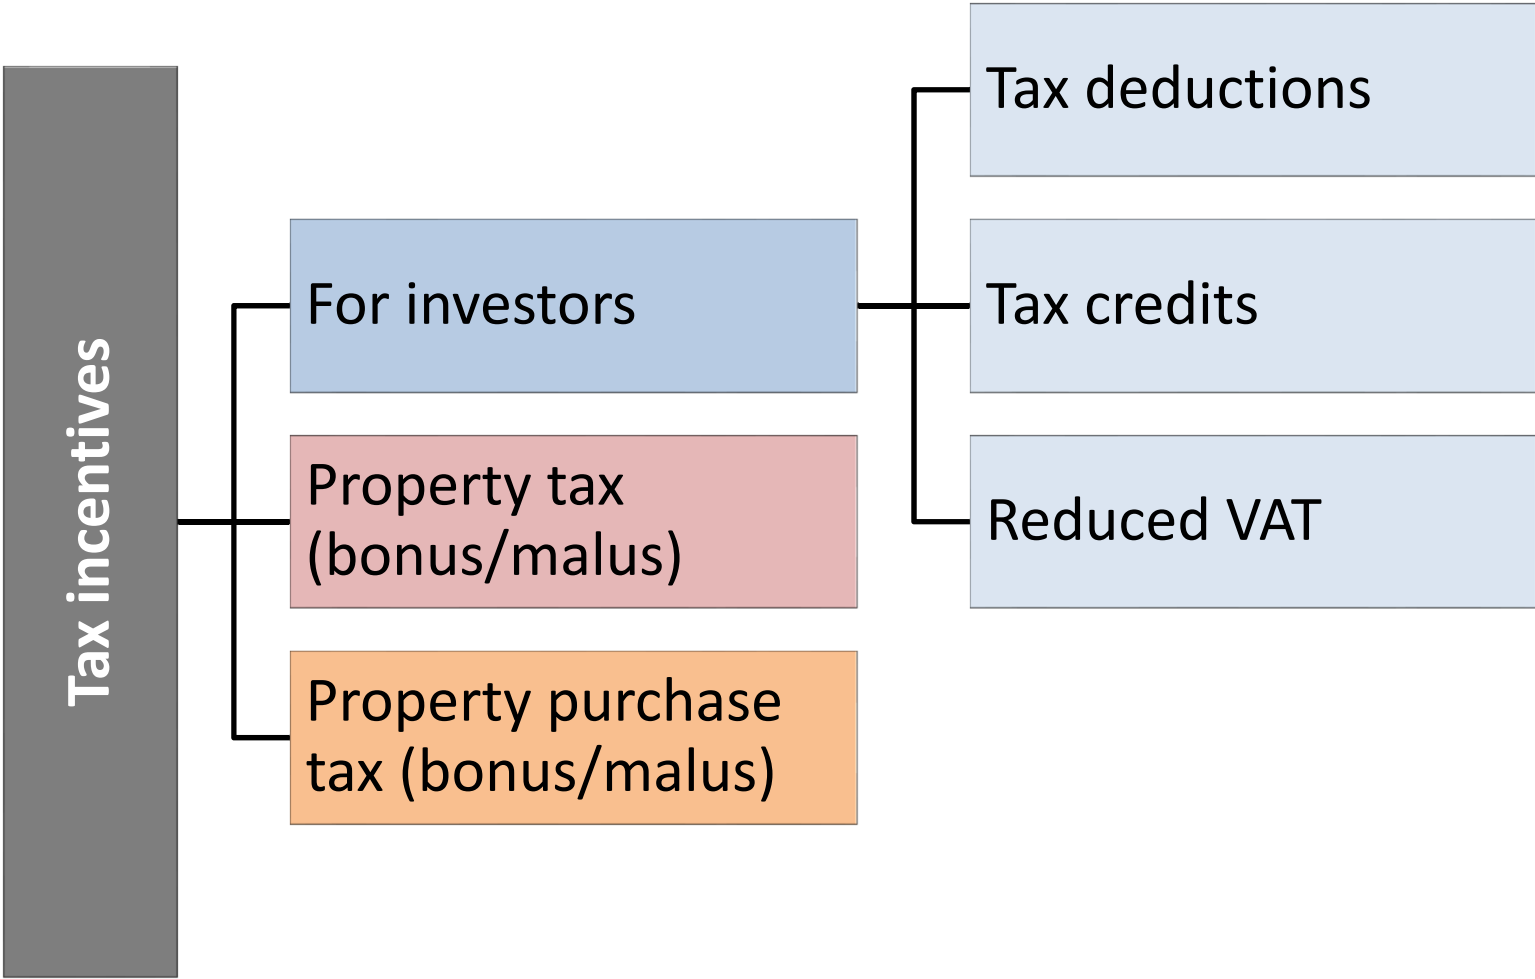 Tax incentives
For investors
Property tax
(bonus/malus)
Property purchase
tax (bonus/malus)
Tax deductions
Tax credits
Reduced VAT